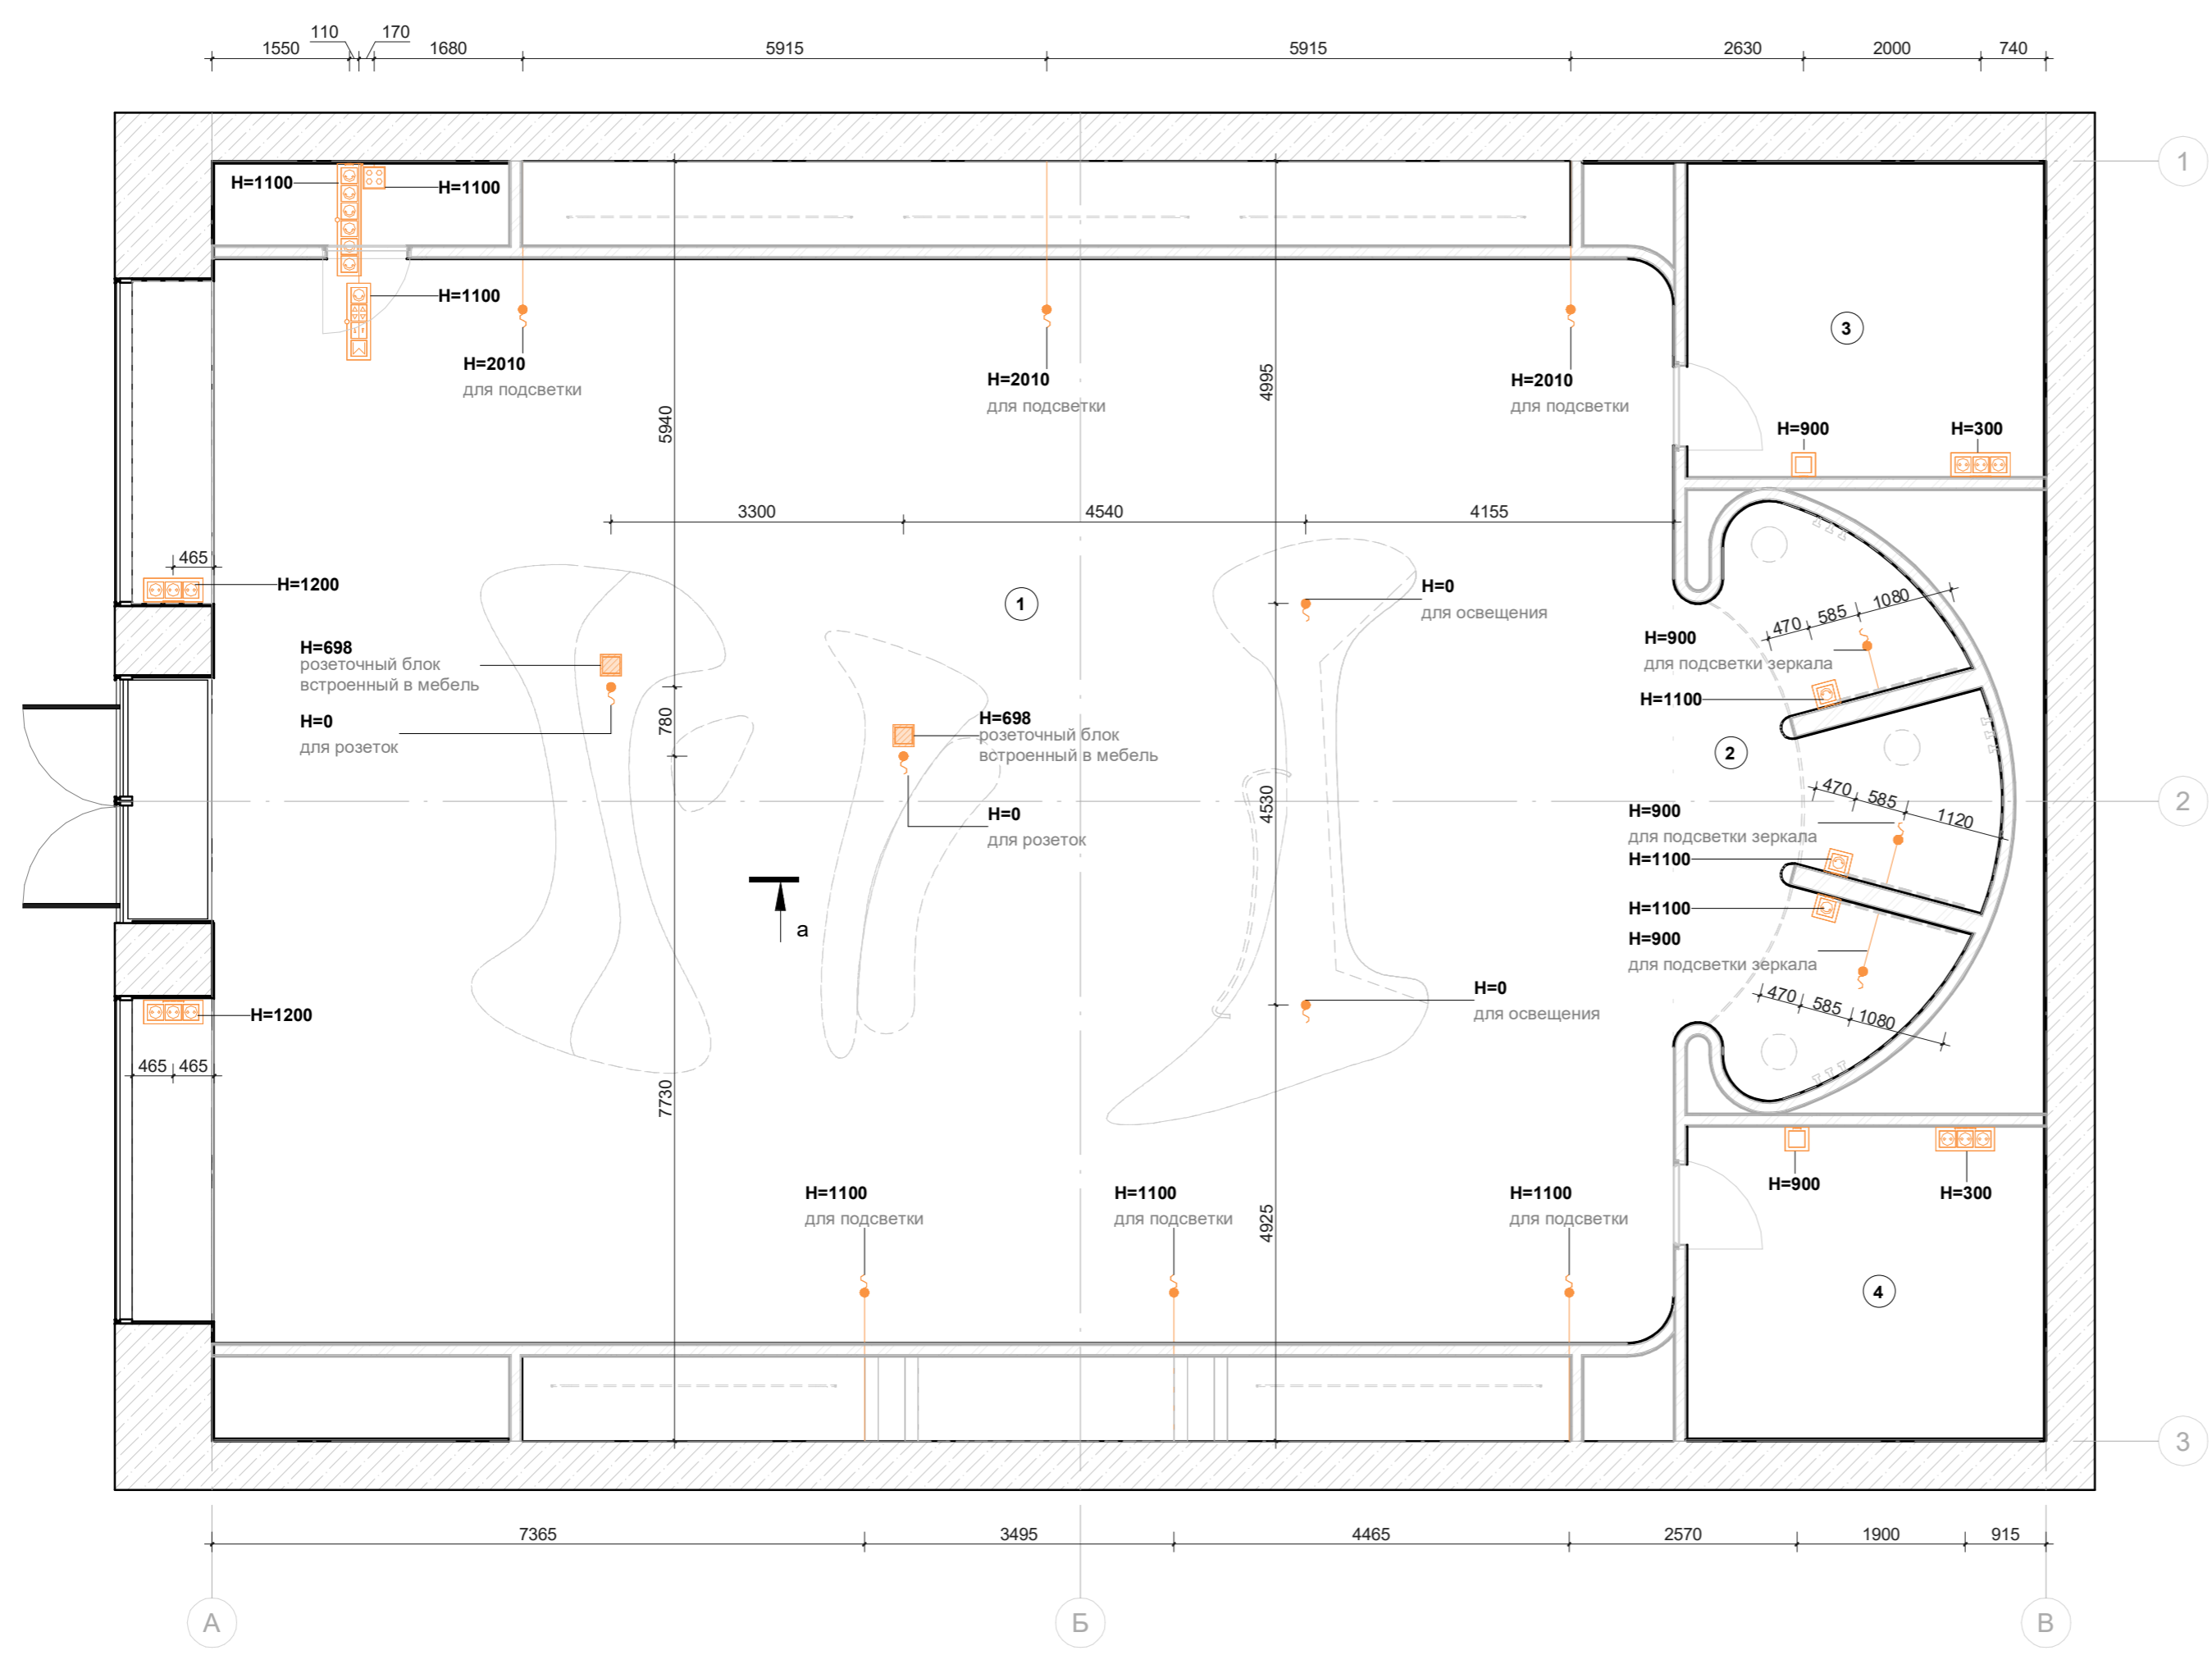 110
170
1550
1680
5915
5915
2630
2000
740
1
H=1100
H=1100
H=1100
H=2010
для подсветки
H=2010
для подсветки
H=2010
для подсветки
3
4995
5940
H=900
H=300
3300
4540
4155
465
H=1200
1
H=0
для освещения
470
585
1080
H=900
для подсветки зеркала
H=698
розеточный блок
встроенный в мебель
H=1100
H=0
для розеток
780
H=698
розеточный блок
встроенный в мебель
2
470
585
1120
2
4530
H=900
для подсветки зеркала
H=0
для розеток
H=1100
H=1100
a
H=900
для подсветки зеркала
H=0
для освещения
470
585
1080
H=1200
465
465
7730
H=1100
для подсветки
H=1100
для подсветки
4925
H=1100
для подсветки
H=900
H=300
4
3
7365
3495
4465
2570
1900
915
А
Б
В